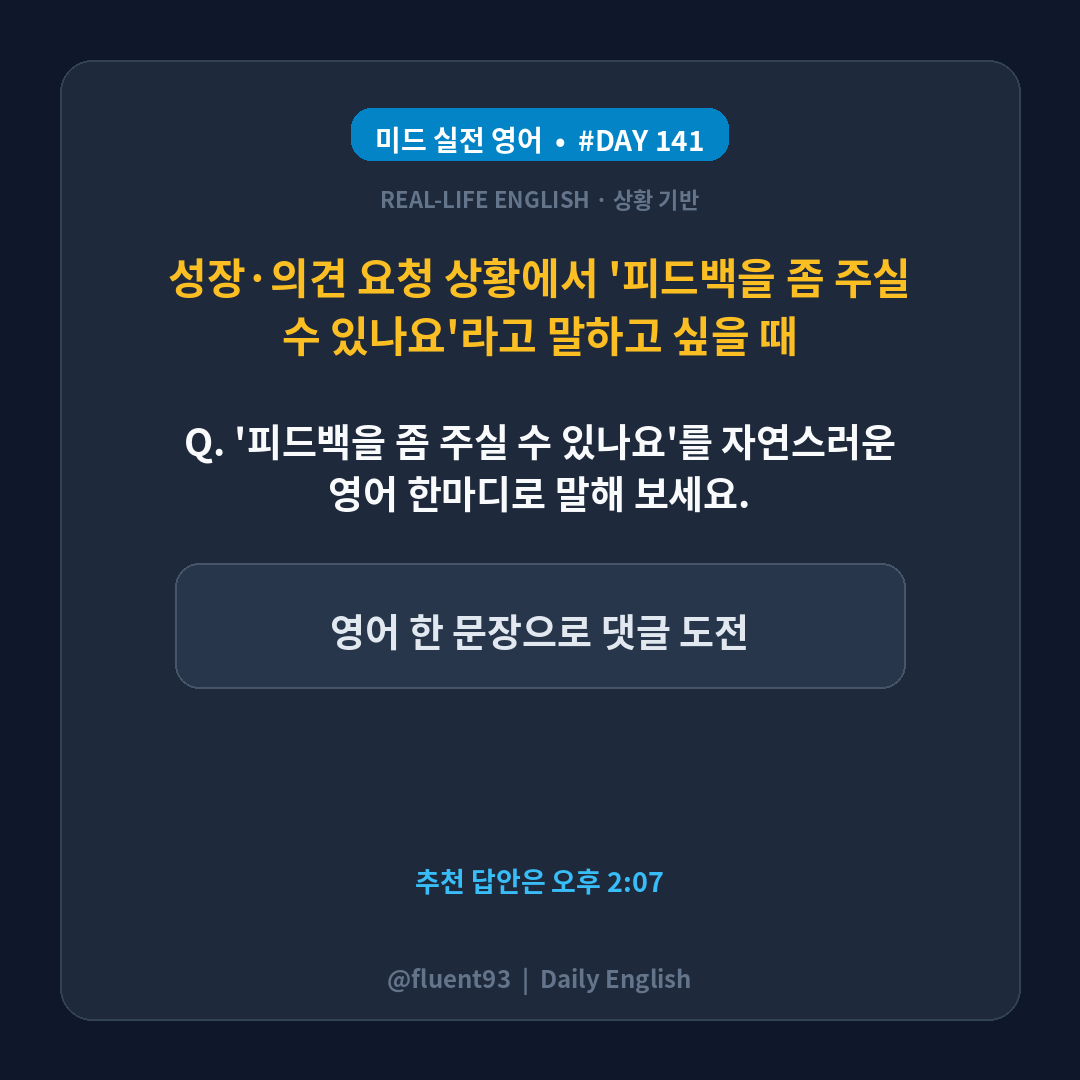 미드 실전 영어 • #DAY 141
REAL-LIFE ENGLISH · 상황 기반
성장·의견 요청 상황에서 '피드백을 좀 주실
수 있나요'라고 말하고 싶을 때
Q. '피드백을 좀 주실 수 있나요'를 자연스러운
영어 한마디로 말해 보세요.
영어 한 문장으로 댓글 도전
추천 답안은 오후 2:07
@fluent93 | Daily English